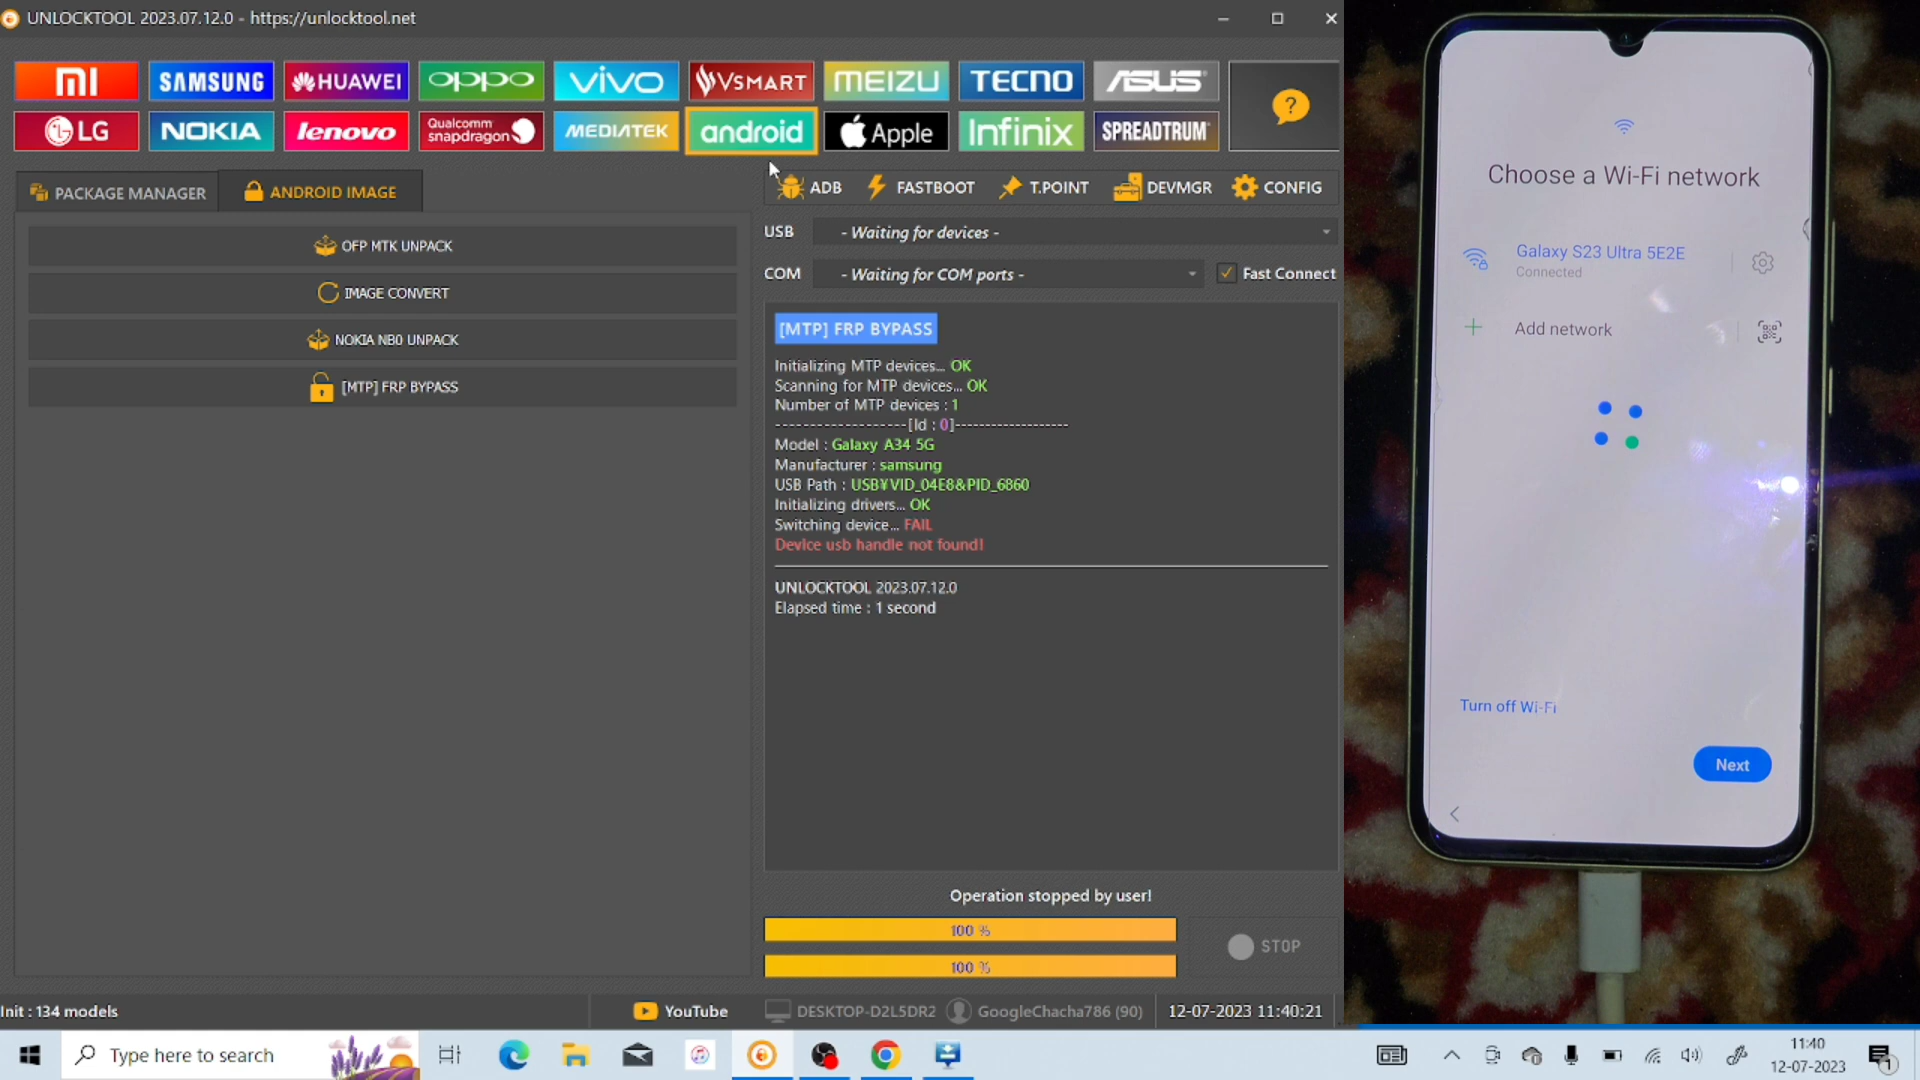 UNLOCKTOOL 2023.07.12.0 - https://unlocktool.net
mi SAMSUNG HUAWEI oppo vivo VSMART MEIZU TECNO ASUS
LG NOKIA lenovo Qualcomm snapdragon MEDIATEK android Apple Infinix SPREADTRUM
?
PACKAGE MANAGER ANDROID IMAGE
OFP MTK UNPACK
IMAGE CONVERT
NOKIA NB0 UNPACK
[MTP] FRP BYPASS
ADB FASTBOOT T.POINT DEVMGR CONFIG
USB - Waiting for devices -
COM - Waiting for COM ports - Fast Connect
[MTP] FRP BYPASS
Initializing MTP devices... OK
Scanning for MTP devices... OK
Number of MTP devices : 1
-------------------[Id : 0]-------------------
Model : Galaxy A34 5G
Manufacturer : samsung
USB Path : USB¥VID_04E8&PID_6860
Initializing drivers... OK
Switching device... FAIL
Device usb handle not found!
UNLOCKTOOL 2023.07.12.0
Elapsed time : 1 second
Operation stopped by user!
100 %
100 %
STOP
Init : 134 models
YouTube
DESKTOP-D2L5DR2
GoogleChacha786 (90)
12-07-2023 11:40:21
Choose a Wi-Fi network
Galaxy S23 Ultra 5E2E
Connected
Add network
Turn off Wi-Fi
Next
Type here to search
11:40
12-07-2023
1